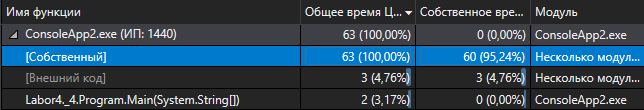 Имя функции Общее время Ц... Собственное вре... Модуль
ConsoleApp2.exe (ИП: 1440) 63 (100,00%) 0 (0,00%) ConsoleApp2.exe
[Собственный] 63 (100,00%) 60 (95,24%) Несколько модул...
[Внешний код] 3 (4,76%) 3 (4,76%) Несколько модул...
Labor4._4.Program.Main(System.String[]) 2 (3,17%) 0 (0,00%) ConsoleApp2.exe